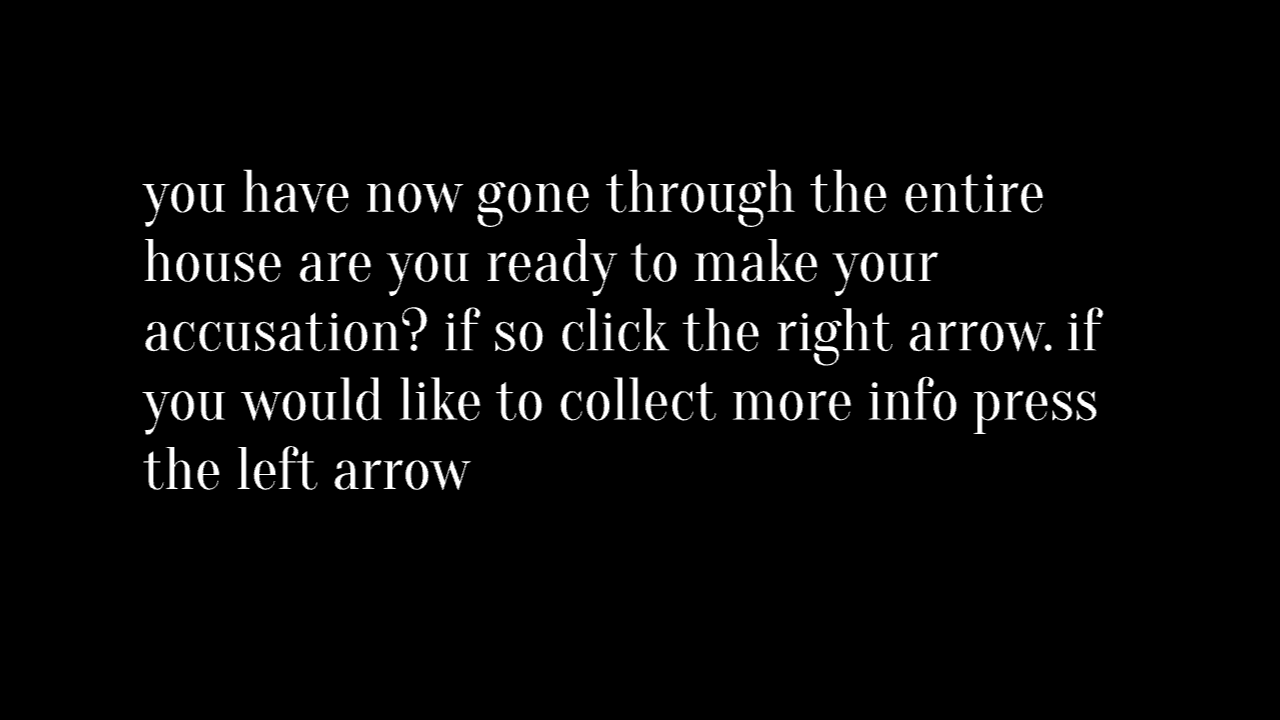 you have now gone through the entire
house are you ready to make your
accusation? if so click the right arrow. if
you would like to collect more info press
the left arrow